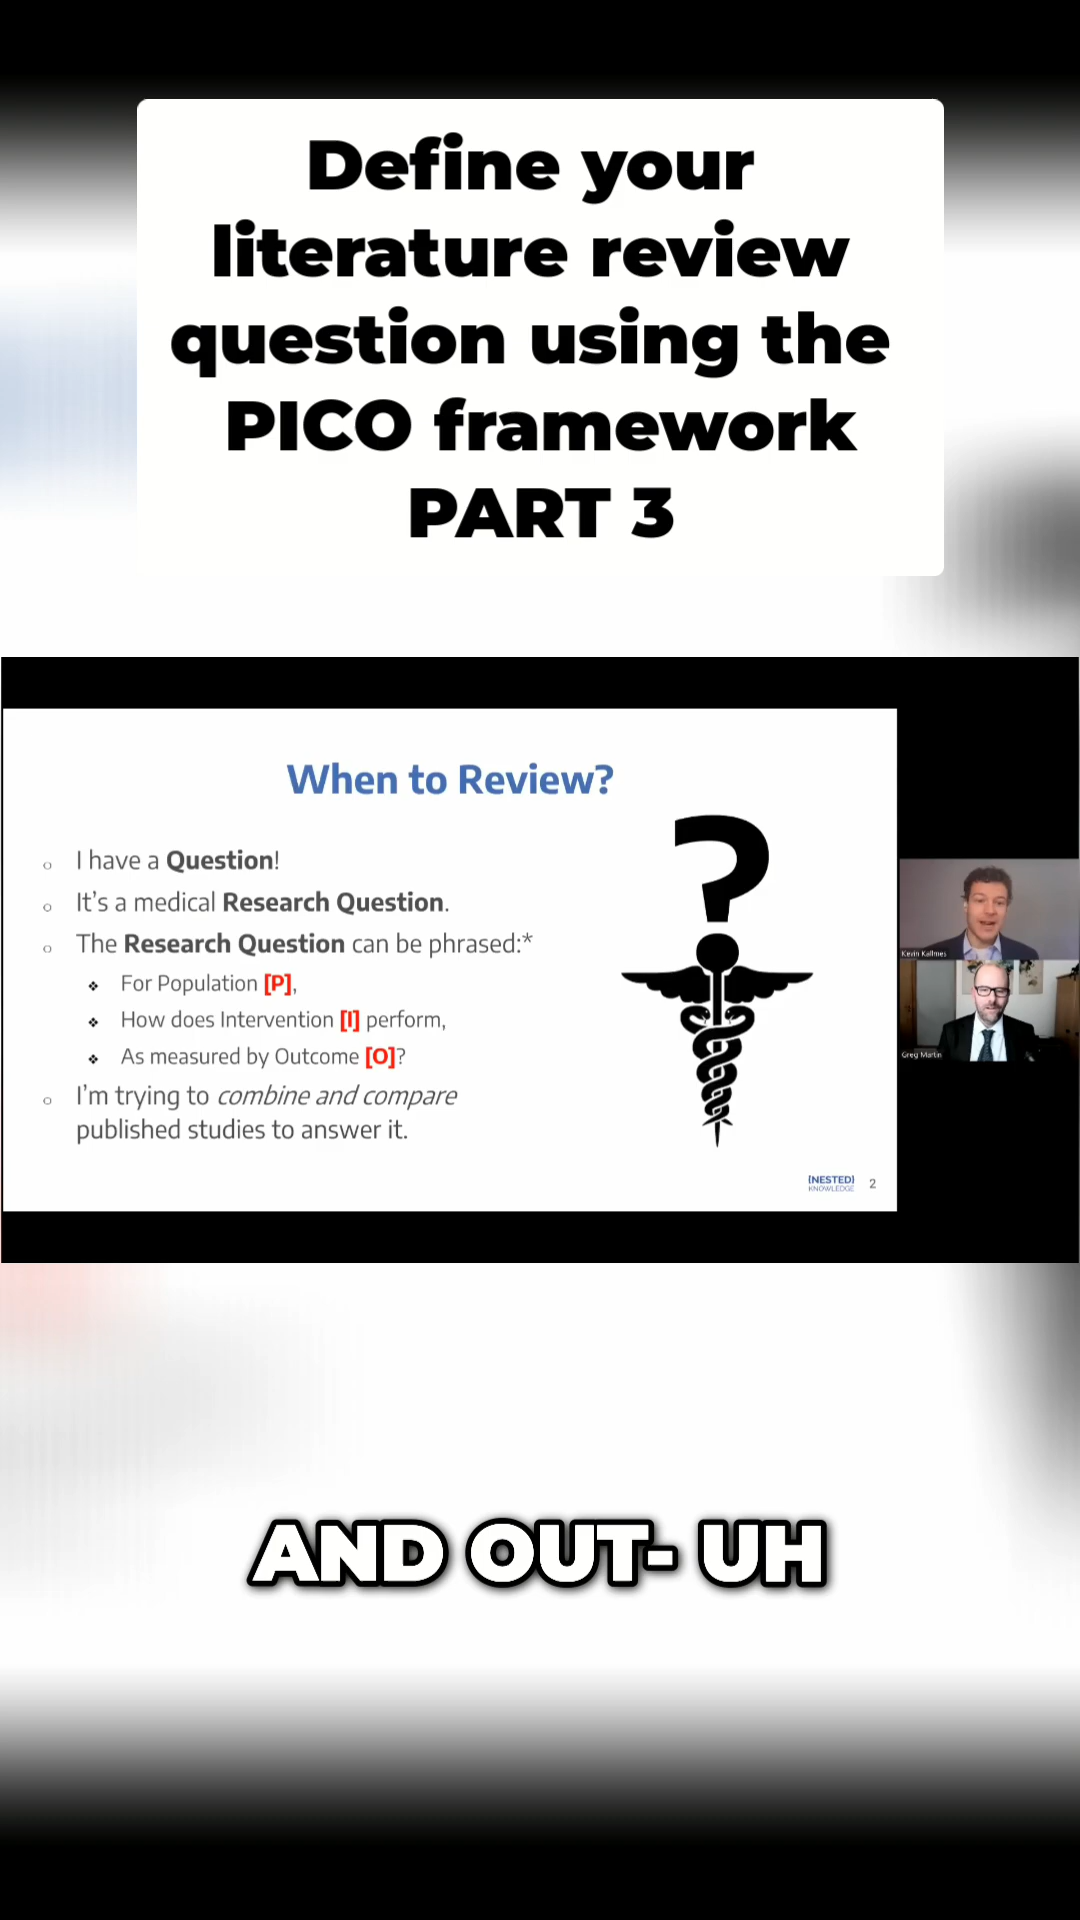 Define your
literature review
question using the
PICO framework
PART 3
When to Review?
I have a Question!
It's a medical Research Question.
The Research Question can be phrased:*
For Population [P],
How does Intervention [I] perform,
As measured by Outcome [O]?
I'm trying to combine and compare
published studies to answer it.
{NESTED}
KNOWLEDGE
2
Kevin Kallmes
Greg Martin
AND OUT- UH